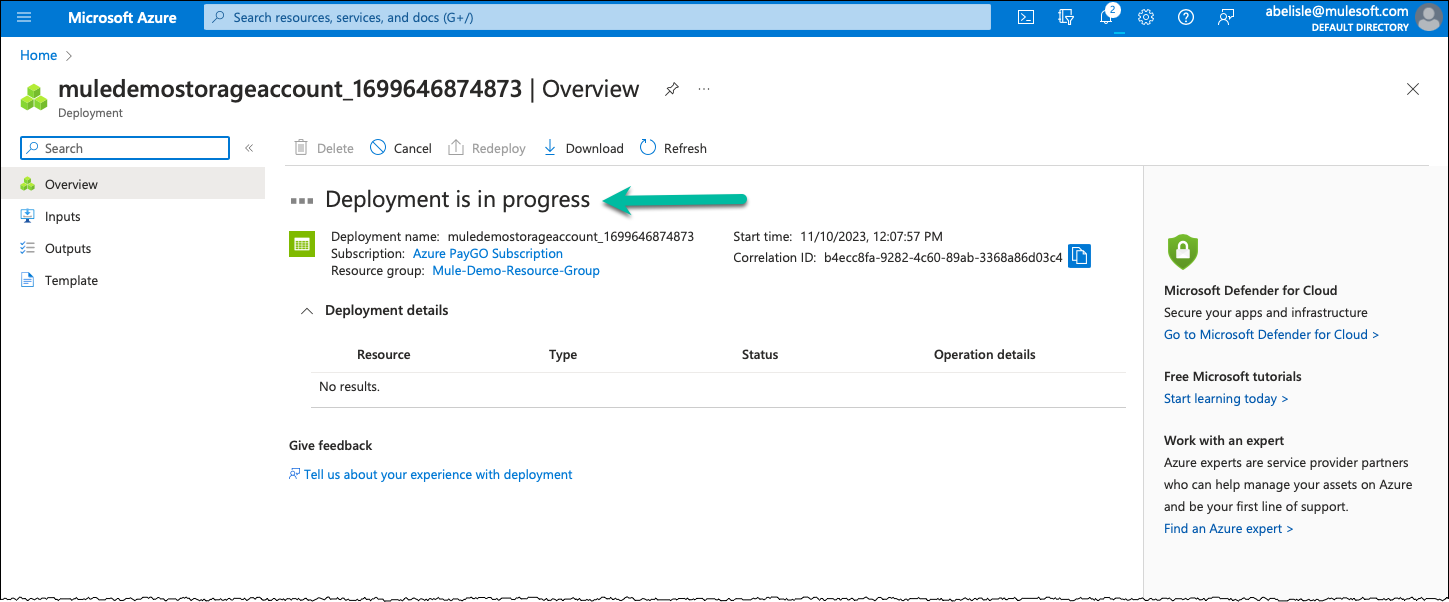 Microsoft Azure
Search resources, services, and docs (G+/)
2
abelisle@mulesoft.com
DEFAULT DIRECTORY
Home >
muledemostorageaccount_1699646874873 | Overview
...
Deployment
Search
«
Delete
Cancel
Redeploy
Download
Refresh
Overview
Inputs
Outputs
Template
Deployment is in progress
Deployment name: muledemostorageaccount_1699646874873
Subscription: Azure PayGO Subscription
Resource group: Mule-Demo-Resource-Group
Start time: 11/10/2023, 12:07:57 PM
Correlation ID: b4ecc8fa-9282-4c60-89ab-3368a86d03c4
Deployment details
Resource Type Status Operation details
No results.
Give feedback
Tell us about your experience with deployment
Microsoft Defender for Cloud
Secure your apps and infrastructure
Go to Microsoft Defender for Cloud >
Free Microsoft tutorials
Start learning today >
Work with an expert
Azure experts are service provider partners
who can help manage your assets on Azure
and be your first line of support.
Find an Azure expert >